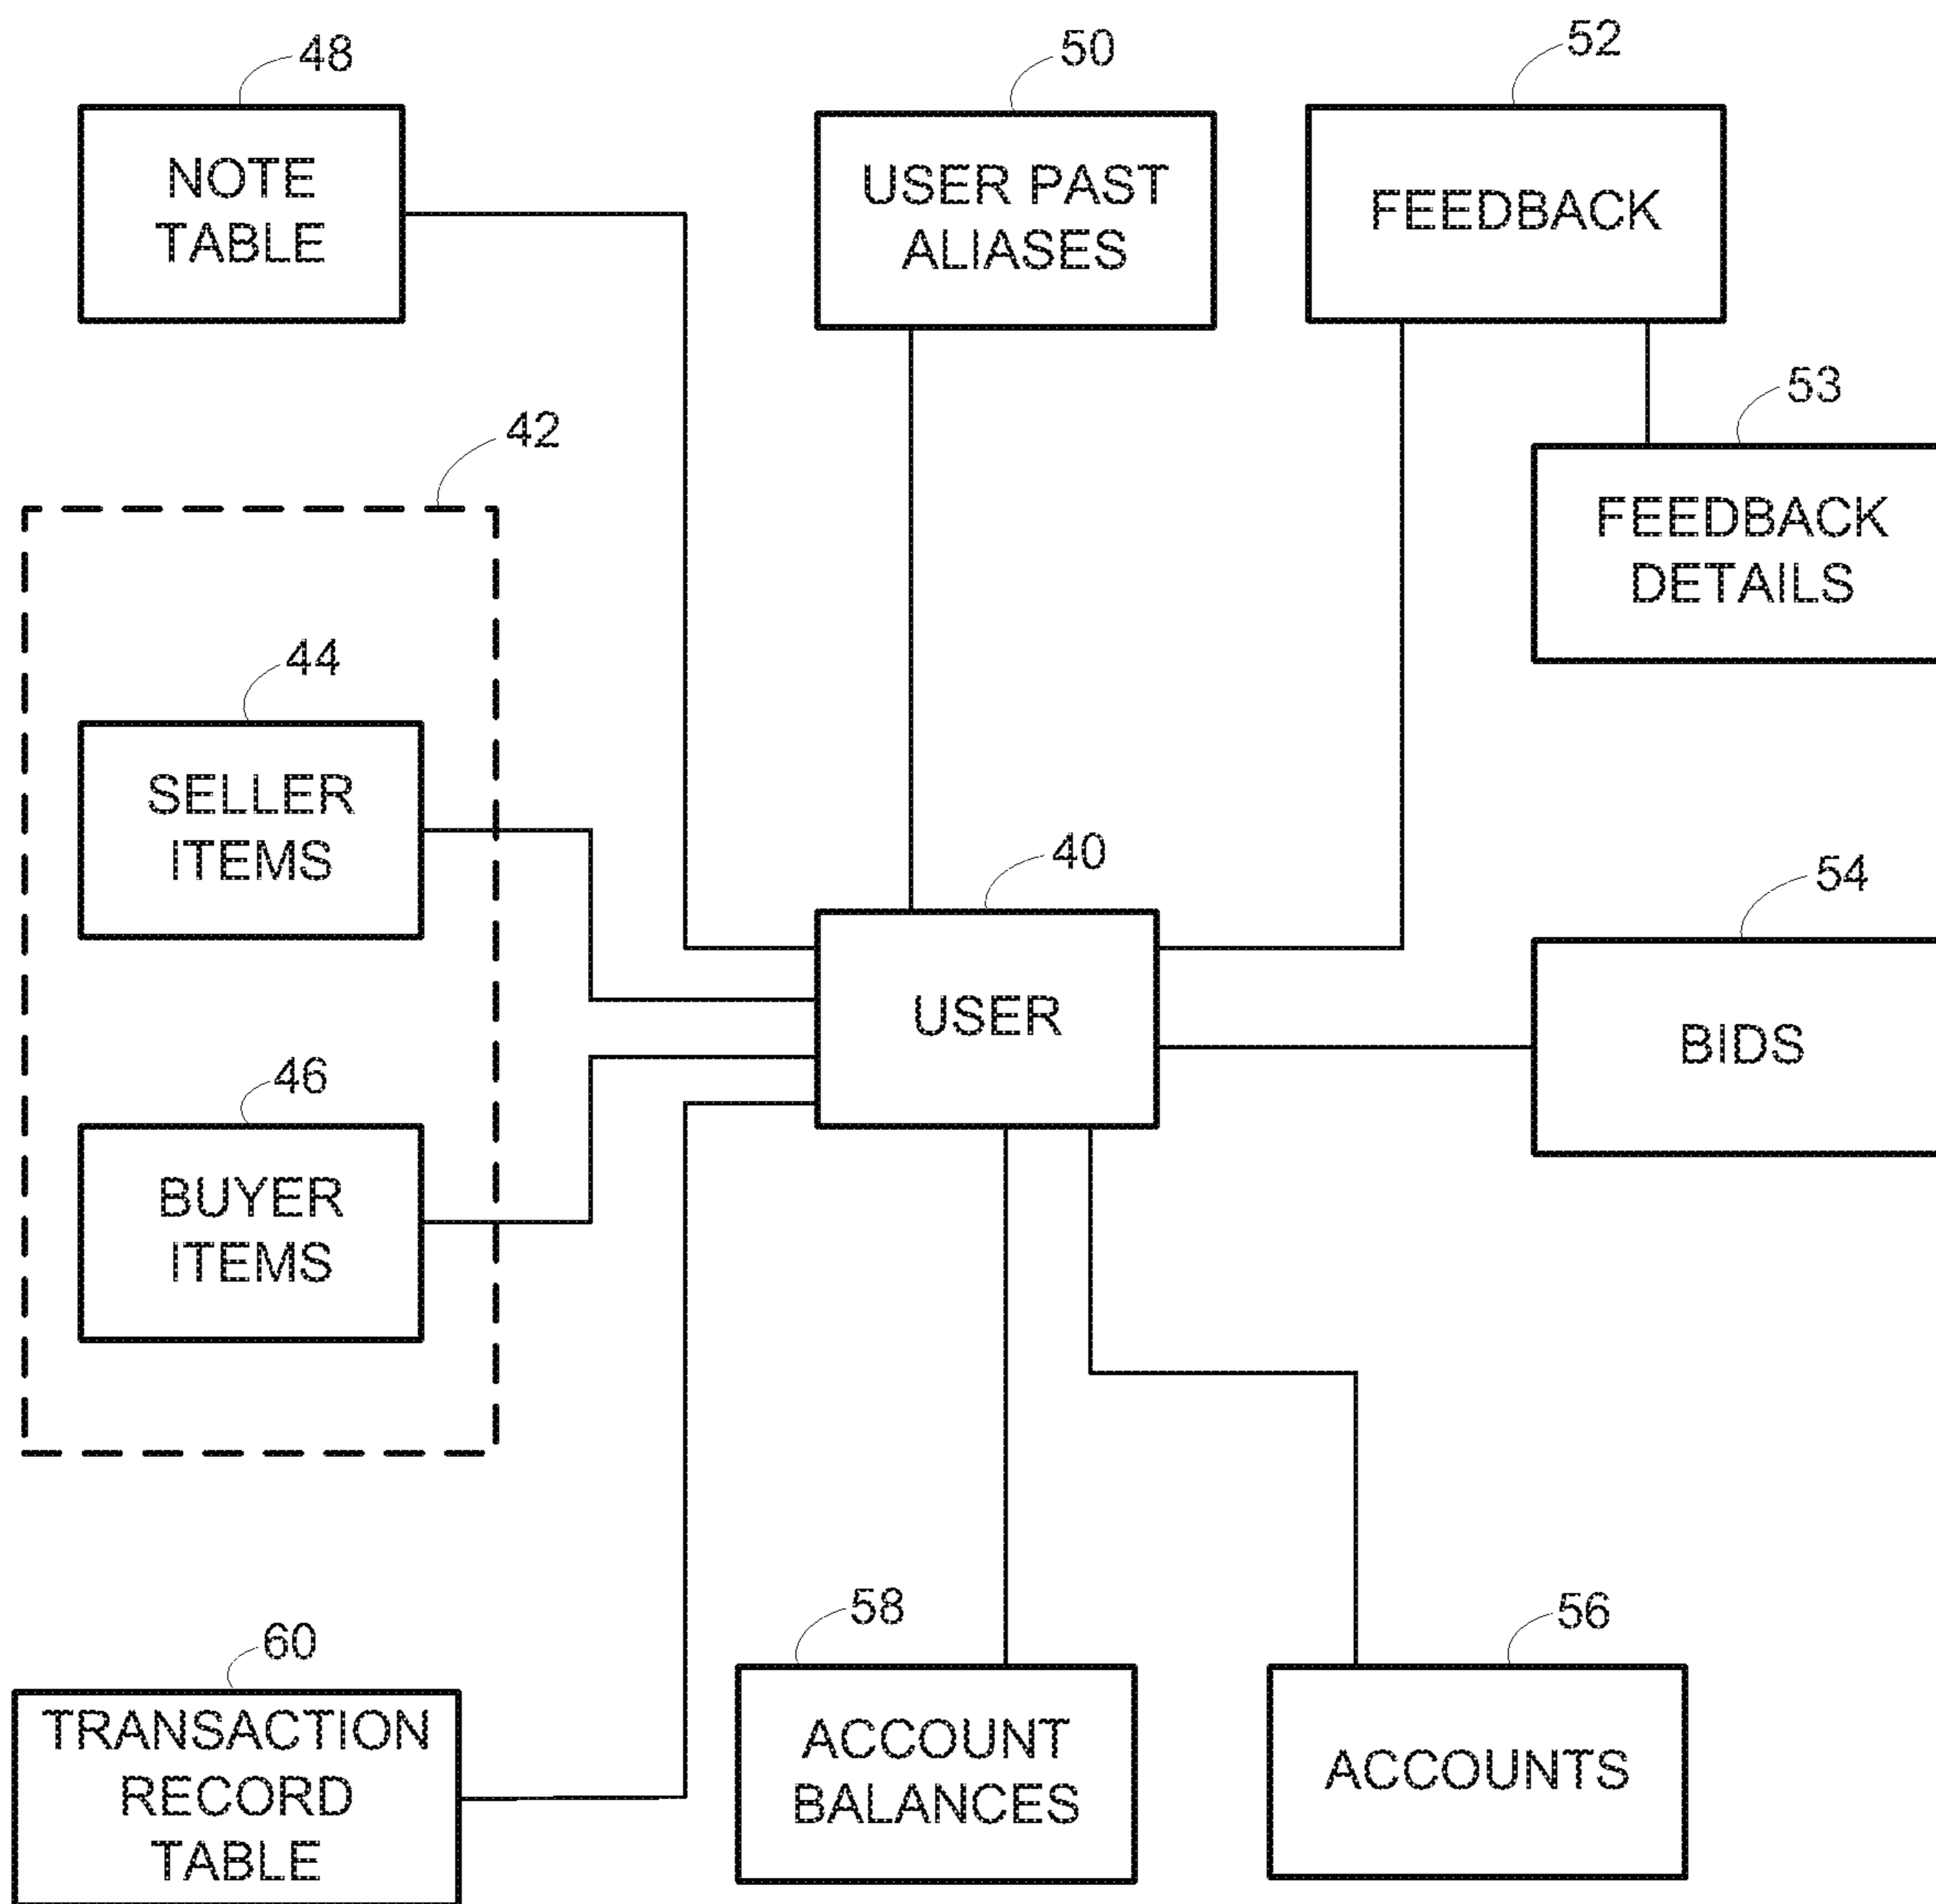 48
NOTE
TABLE
50
USER PAST
ALIASES
52
FEEDBACK
53
FEEDBACK
DETAILS
42
44
SELLER
ITEMS
46
BUYER
ITEMS
40
USER
54
BIDS
60
TRANSACTION
RECORD
TABLE
58
ACCOUNT
BALANCES
56
ACCOUNTS